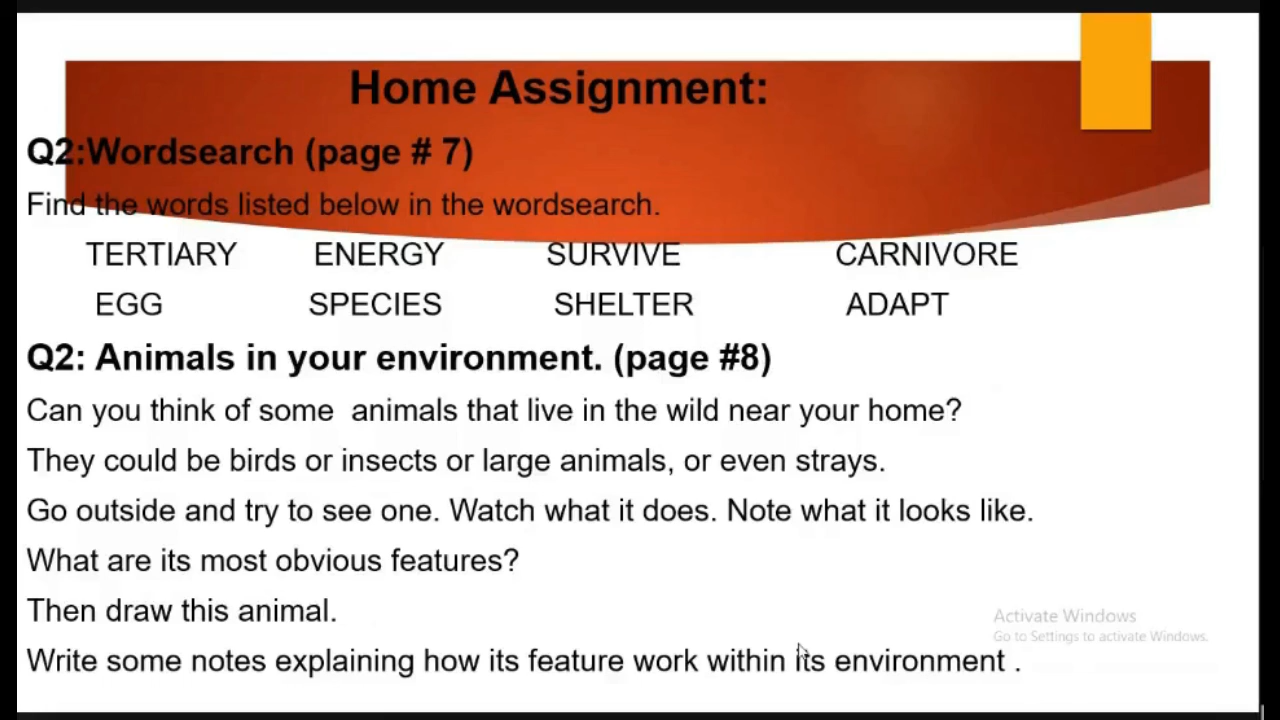 Home Assignment:
Q2:Wordsearch (page # 7)
Find the words listed below in the wordsearch.
TERTIARY ENERGY SURVIVE CARNIVORE
EGG SPECIES SHELTER ADAPT
Q2: Animals in your environment. (page #8)
Can you think of some  animals that live in the wild near your home?
They could be birds or insects or large animals, or even strays.
Go outside and try to see one. Watch what it does. Note what it looks like.
What are its most obvious features?
Then draw this animal.
Activate Windows
Go to Settings to activate Windows.
Write some notes explaining how its feature work within its environment .